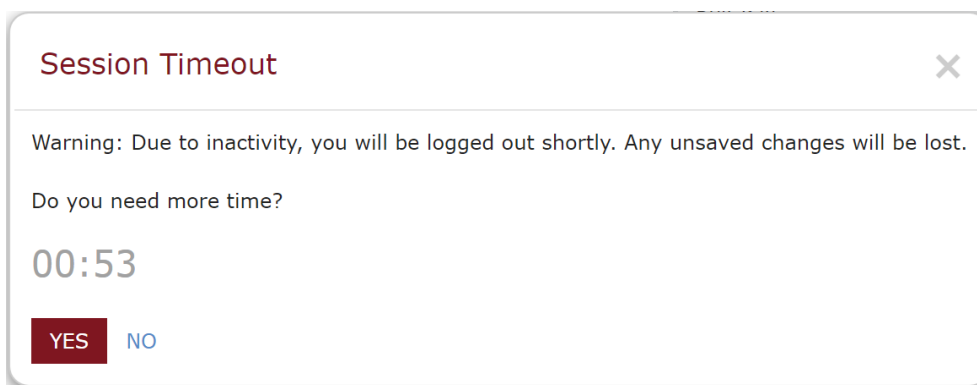 Session Timeout
Warning: Due to inactivity, you will be logged out shortly. Any unsaved changes will be lost.
Do you need more time?
00:53
YES NO